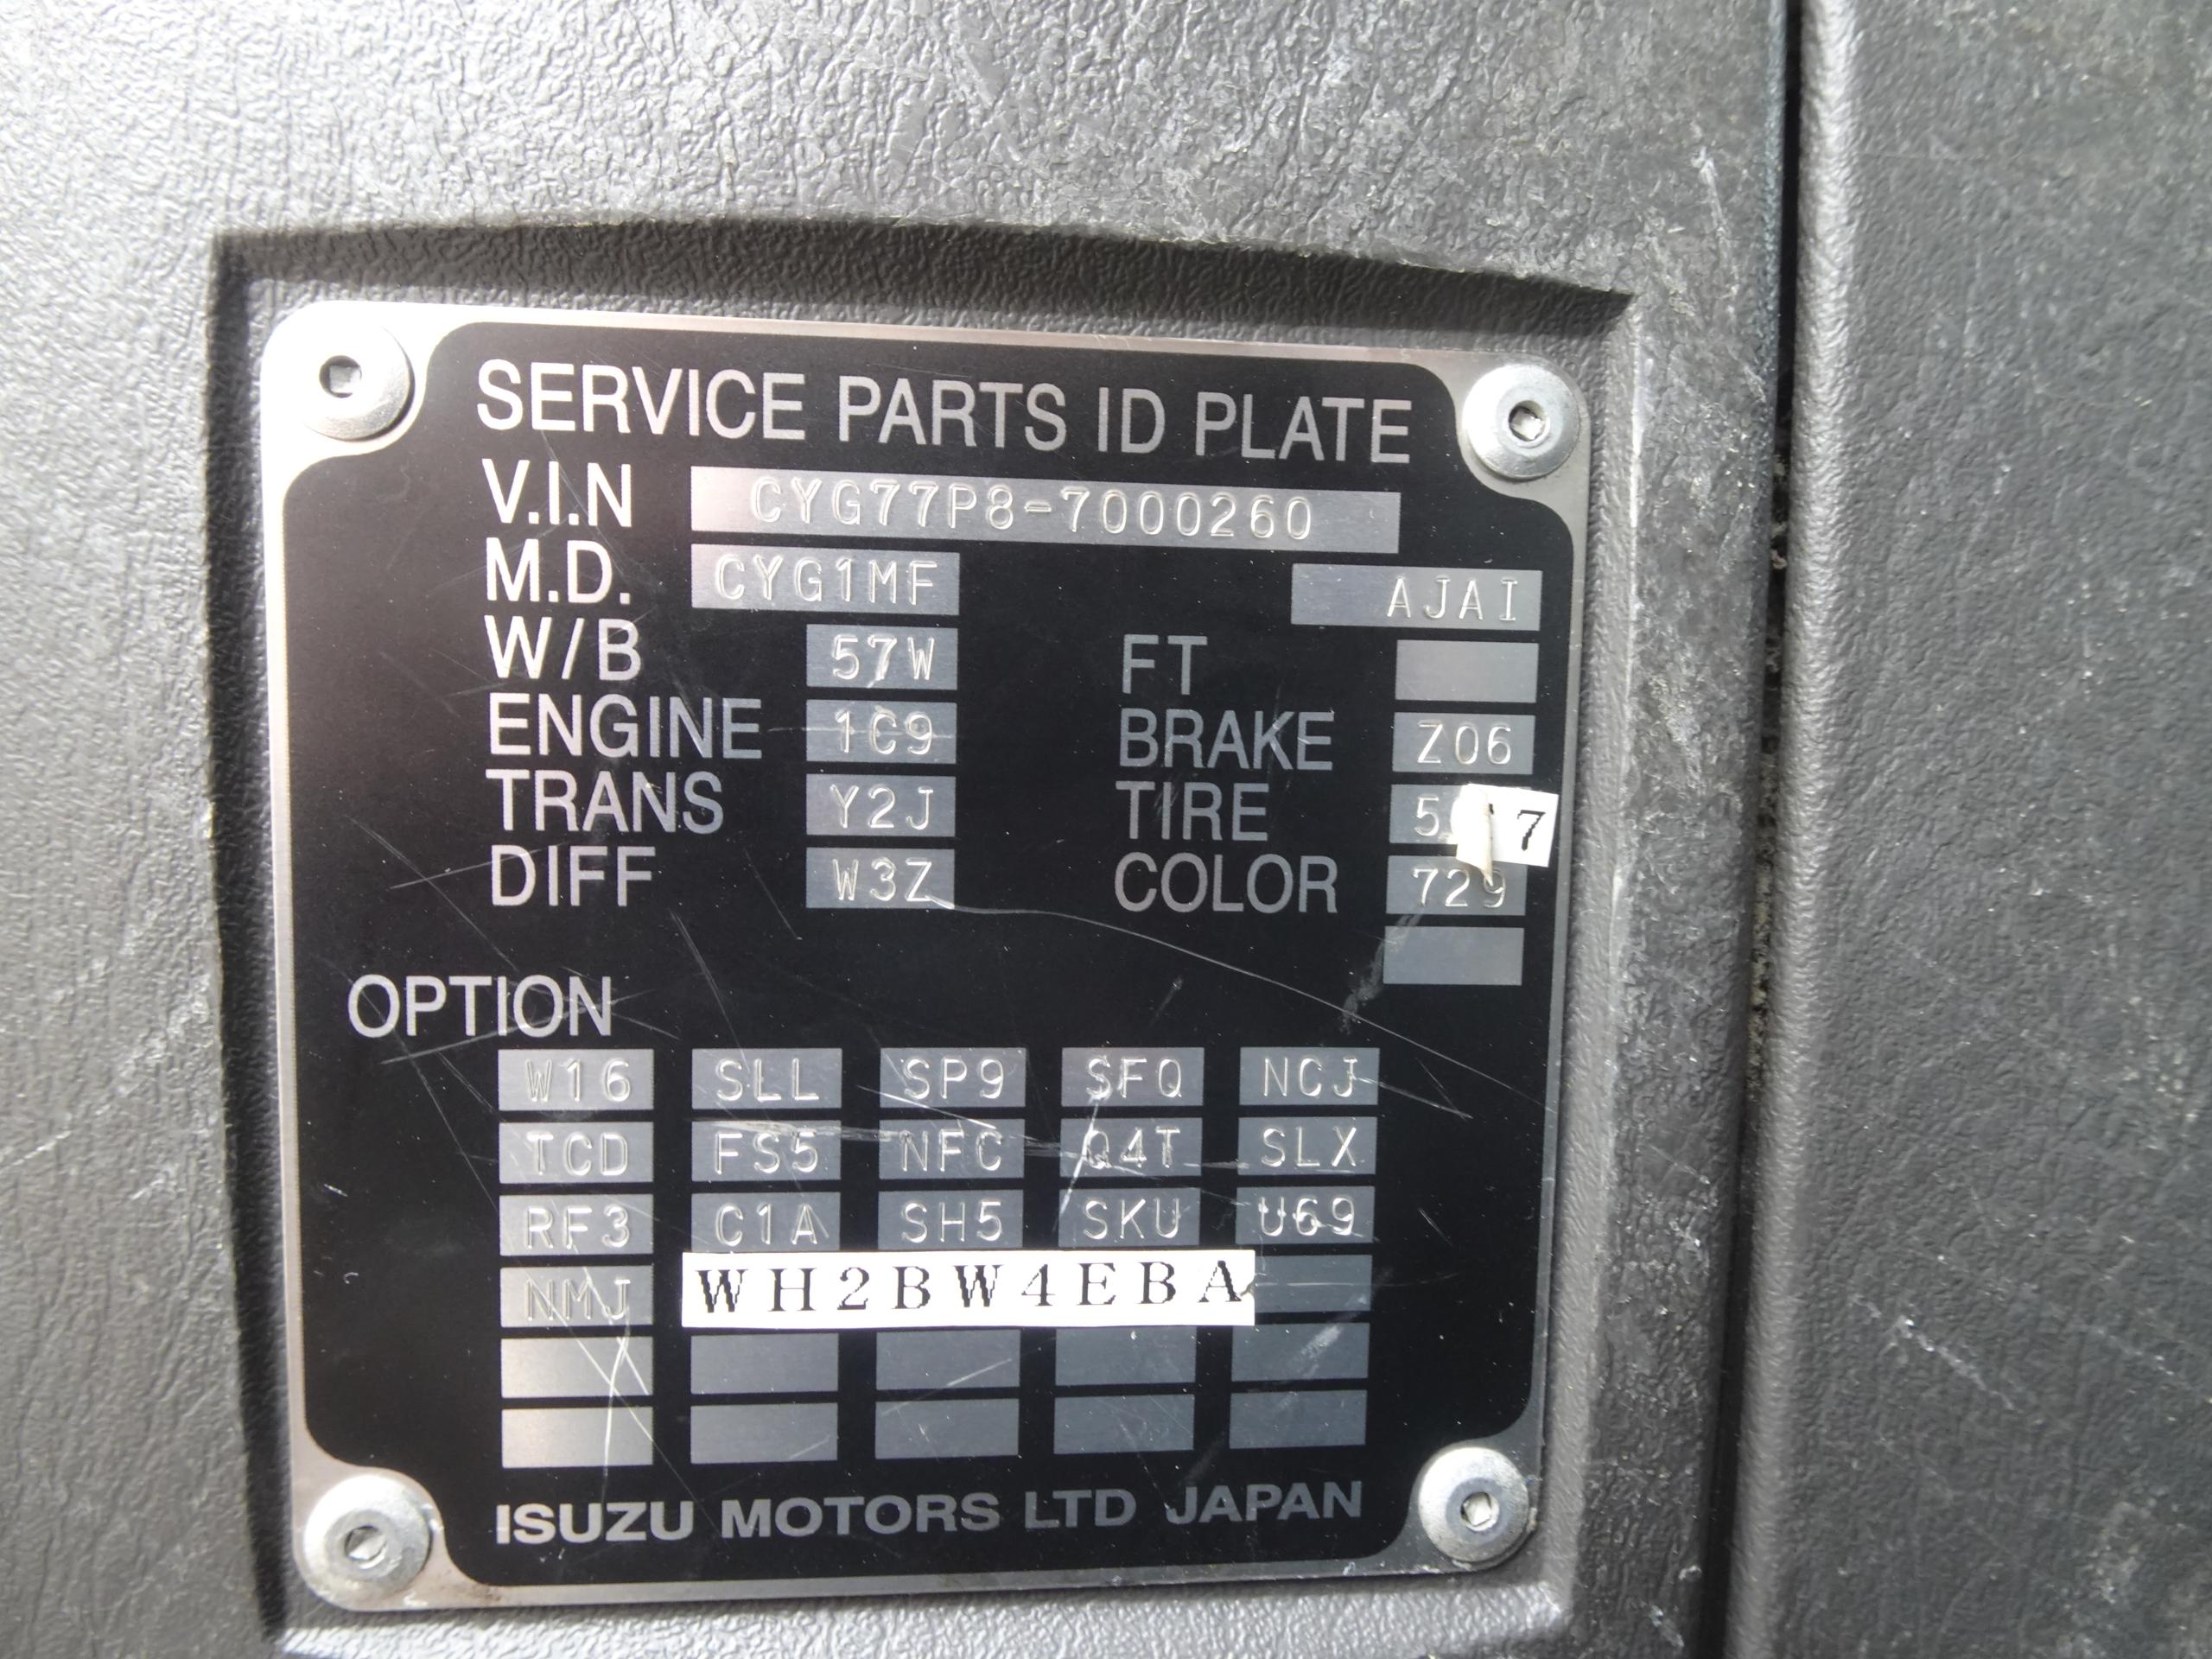 SERVICE PARTS ID PLATE
V.I.N CYG77P8-7000260
M.D. CYG1MF AJAI
W/B 57W FT
ENGINE 1C9 BRAKE Z06
TRANS Y2J TIRE 5 7
DIFF W3Z COLOR 729
OPTION
W16 SLL SP9 SFQ NCJ
TCD FS5 NFC Q4T SLX
RF3 C1A SH5 SKU U69
NMJ WH2BW4EBA
ISUZU MOTORS LTD JAPAN